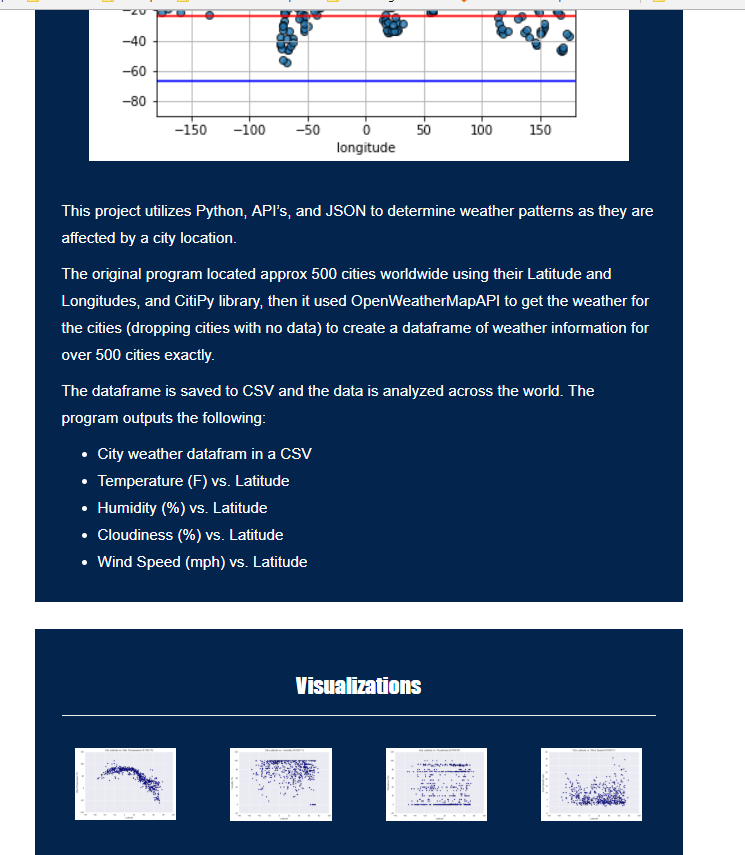 −20
−40
−60
−80
−150 −100 −50 0 50 100 150
longitude
This project utilizes Python, API's, and JSON to determine weather patterns as they are
affected by a city location.
The original program located approx 500 cities worldwide using their Latitude and
Longitudes, and CitiPy library, then it used OpenWeatherMapAPI to get the weather for
the cities (dropping cities with no data) to create a dataframe of weather information for
over 500 cities exactly.
The dataframe is saved to CSV and the data is analyzed across the world. The
program outputs the following:
• City weather datafram in a CSV
• Temperature (F) vs. Latitude
• Humidity (%) vs. Latitude
• Cloudiness (%) vs. Latitude
• Wind Speed (mph) vs. Latitude
Visualizations